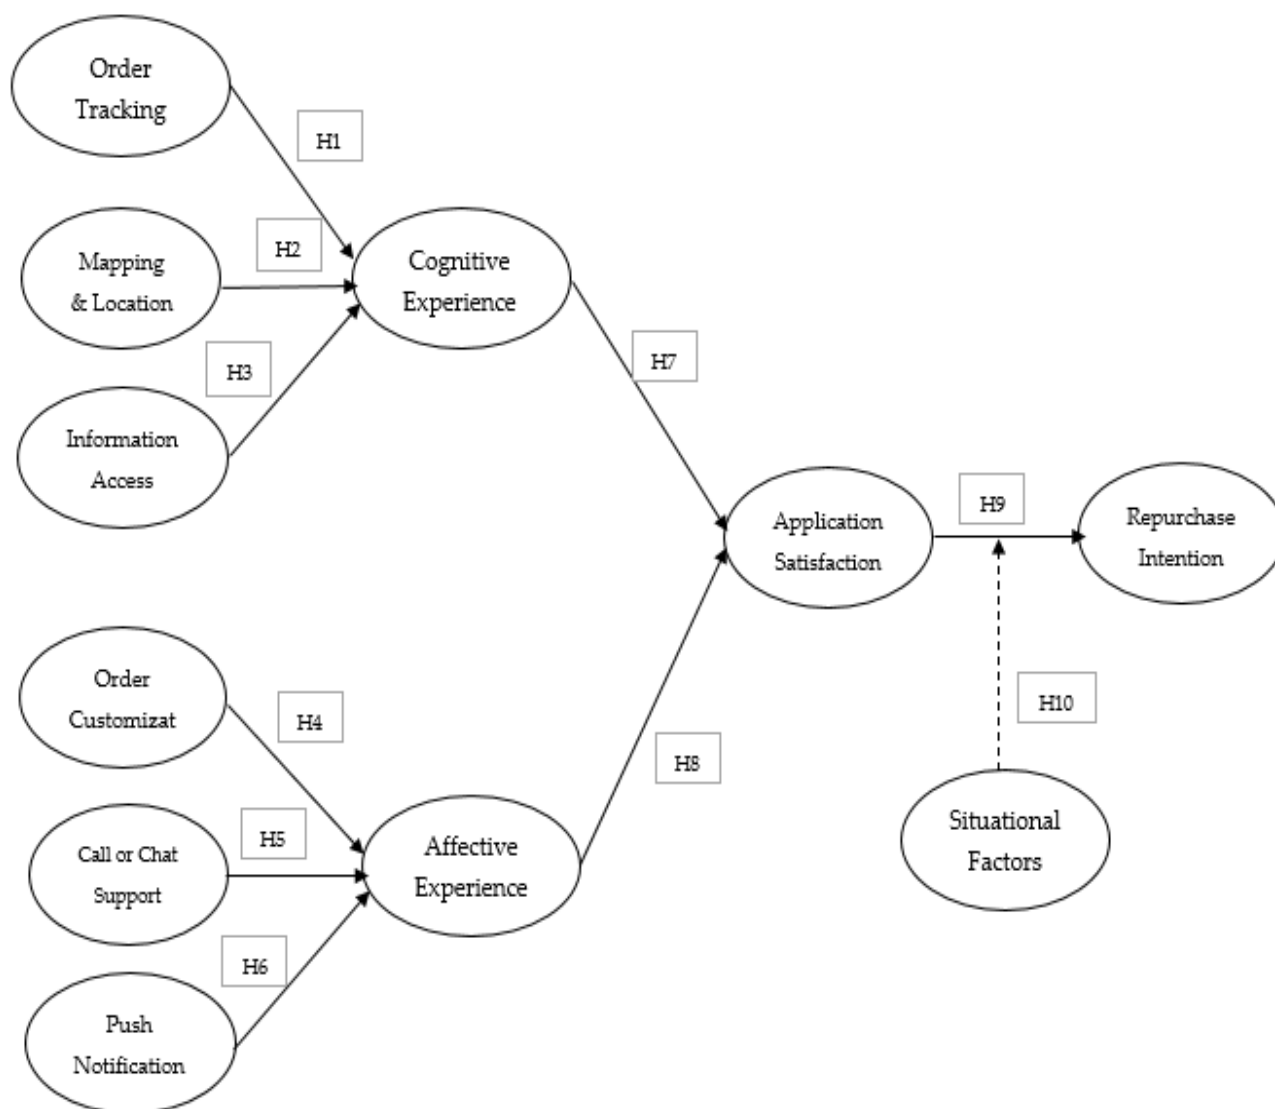 Order
Tracking
H1
Mapping
& Location
H2
Cognitive
Experience
Information
Access
H3
H7
Application
Satisfaction
H9
Repurchase
Intention
Order
Customizat
H4
Call or Chat
Support
H5
Affective
Experience
H8
H10
Situational
Factors
Push
Notification
H6